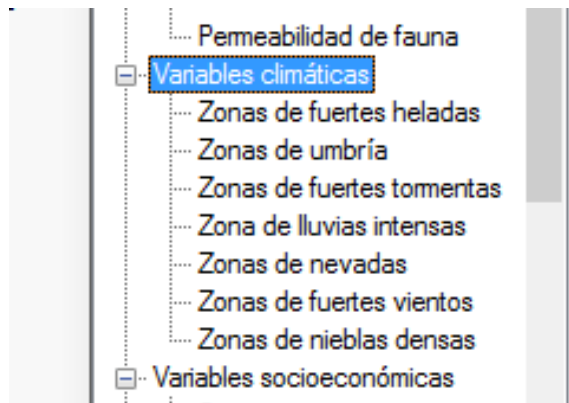 Permeabilidad de fauna
Variables climáticas
Zonas de fuertes heladas
Zonas de umbría
Zonas de fuertes tormentas
Zona de lluvias intensas
Zonas de nevadas
Zonas de fuertes vientos
Zonas de nieblas densas
Variables socioeconómicas